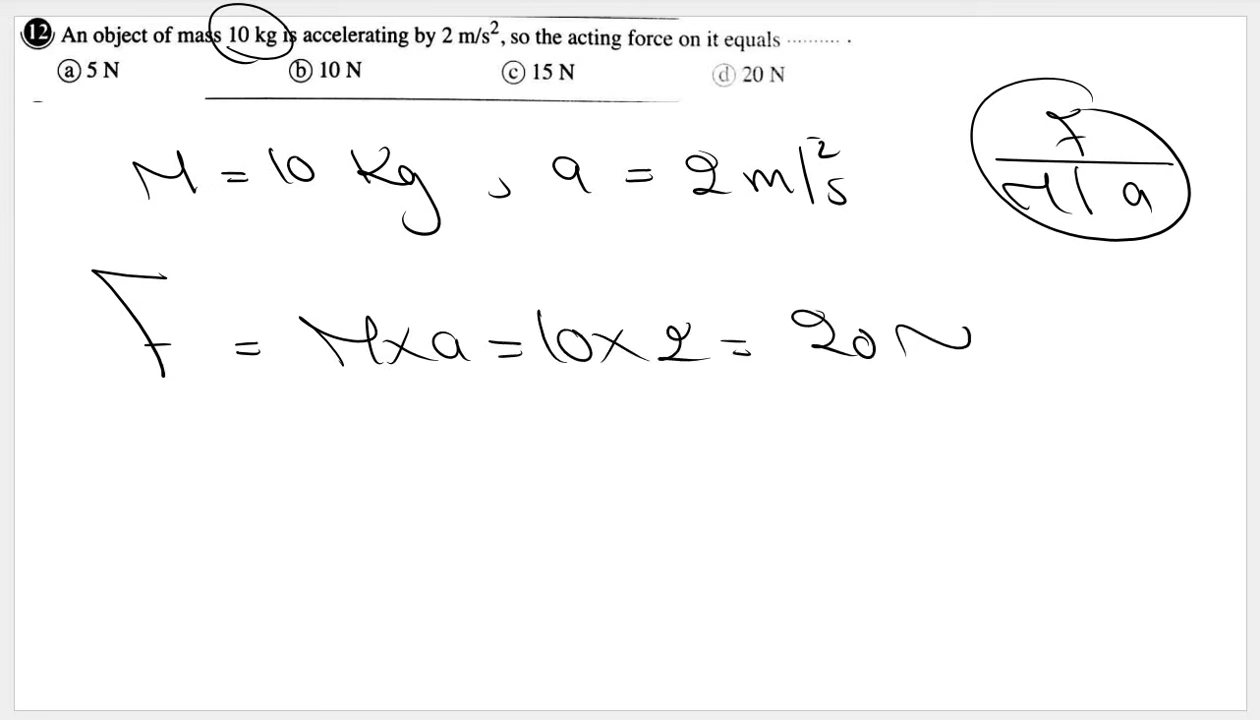 12 An object of mass 10 kg is accelerating by 2 m/s², so the acting force on it equals .......... .
ⓐ 5 N ⓑ 10 N ⓒ 15 N ⓓ 20 N
F
M | a
M = 10 Kg , a = 2 m/s²
F = M×a = 10 × 2 = 20 N